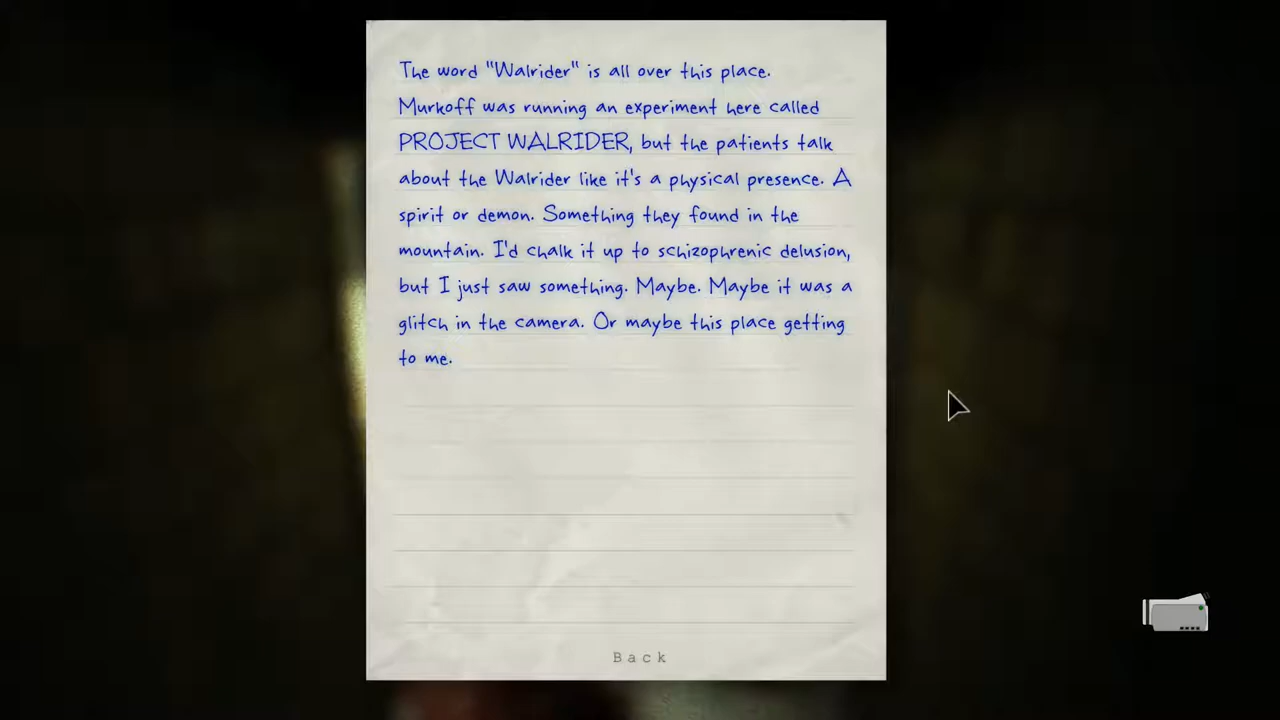 The word "Walrider" is all over this place.
Murkoff was running an experiment here called
PROJECT WALRIDER, but the patients talk
about the Walrider like it's a physical presence. A
spirit or demon. Something they found in the
mountain. I'd chalk it up to schizophrenic delusion,
but I just saw something. Maybe. Maybe it was a
glitch in the camera. Or maybe this place getting
to me.
Back